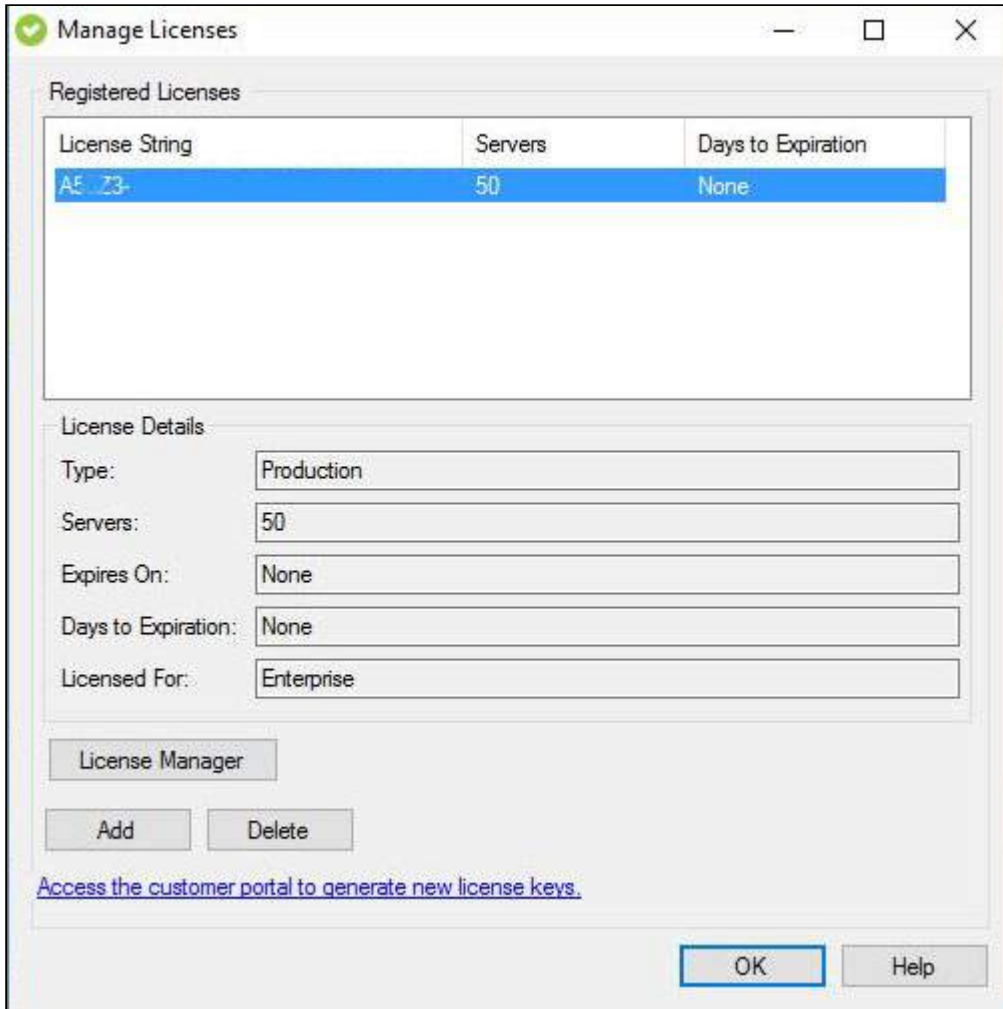 Manage Licenses
Registered Licenses
License String Servers Days to Expiration
50 None
License Details
Type: Production
Servers: 50
Expires On: None
Days to Expiration: None
Licensed For: Enterprise
License Manager
Add Delete
Access the customer portal to generate new license keys.
OK Help